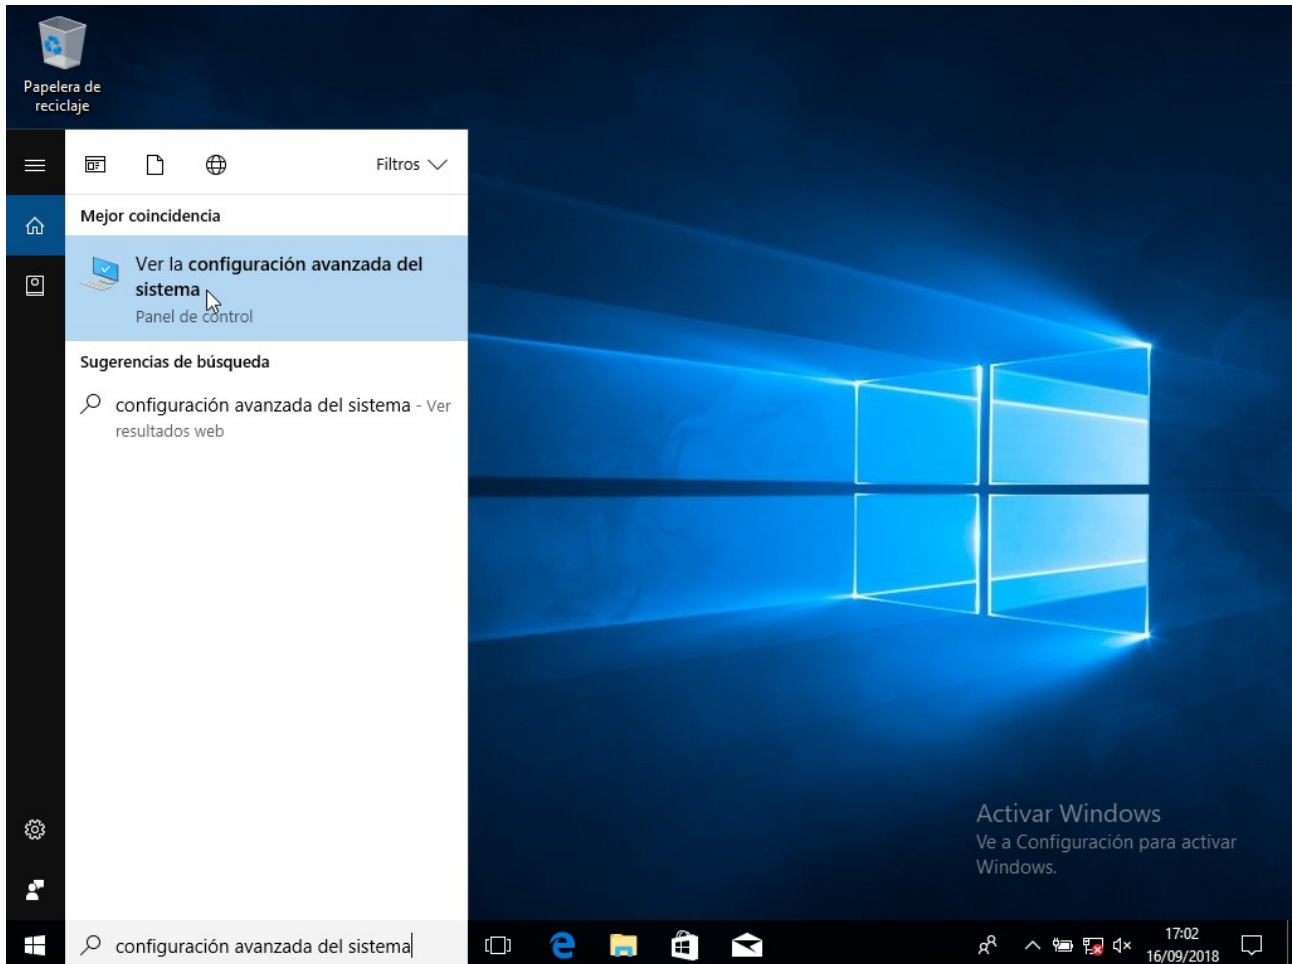 Papelera de
reciclaje
Filtros
Mejor coincidencia
Ver la configuración avanzada del
sistema
Panel de control
Sugerencias de búsqueda
configuración avanzada del sistema - Ver
resultados web
Activar Windows
Ve a Configuración para activar
Windows.
configuración avanzada del sistema
17:02
16/09/2018